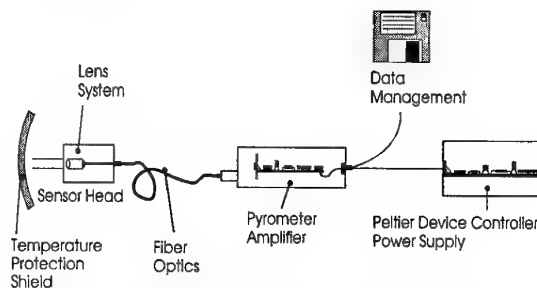 Lens
System
Data
Management
Sensor Head
Pyrometer
Amplifier
Peltier Device Controller
Power Supply
Temperature
Protection
Shield
Fiber
Optics